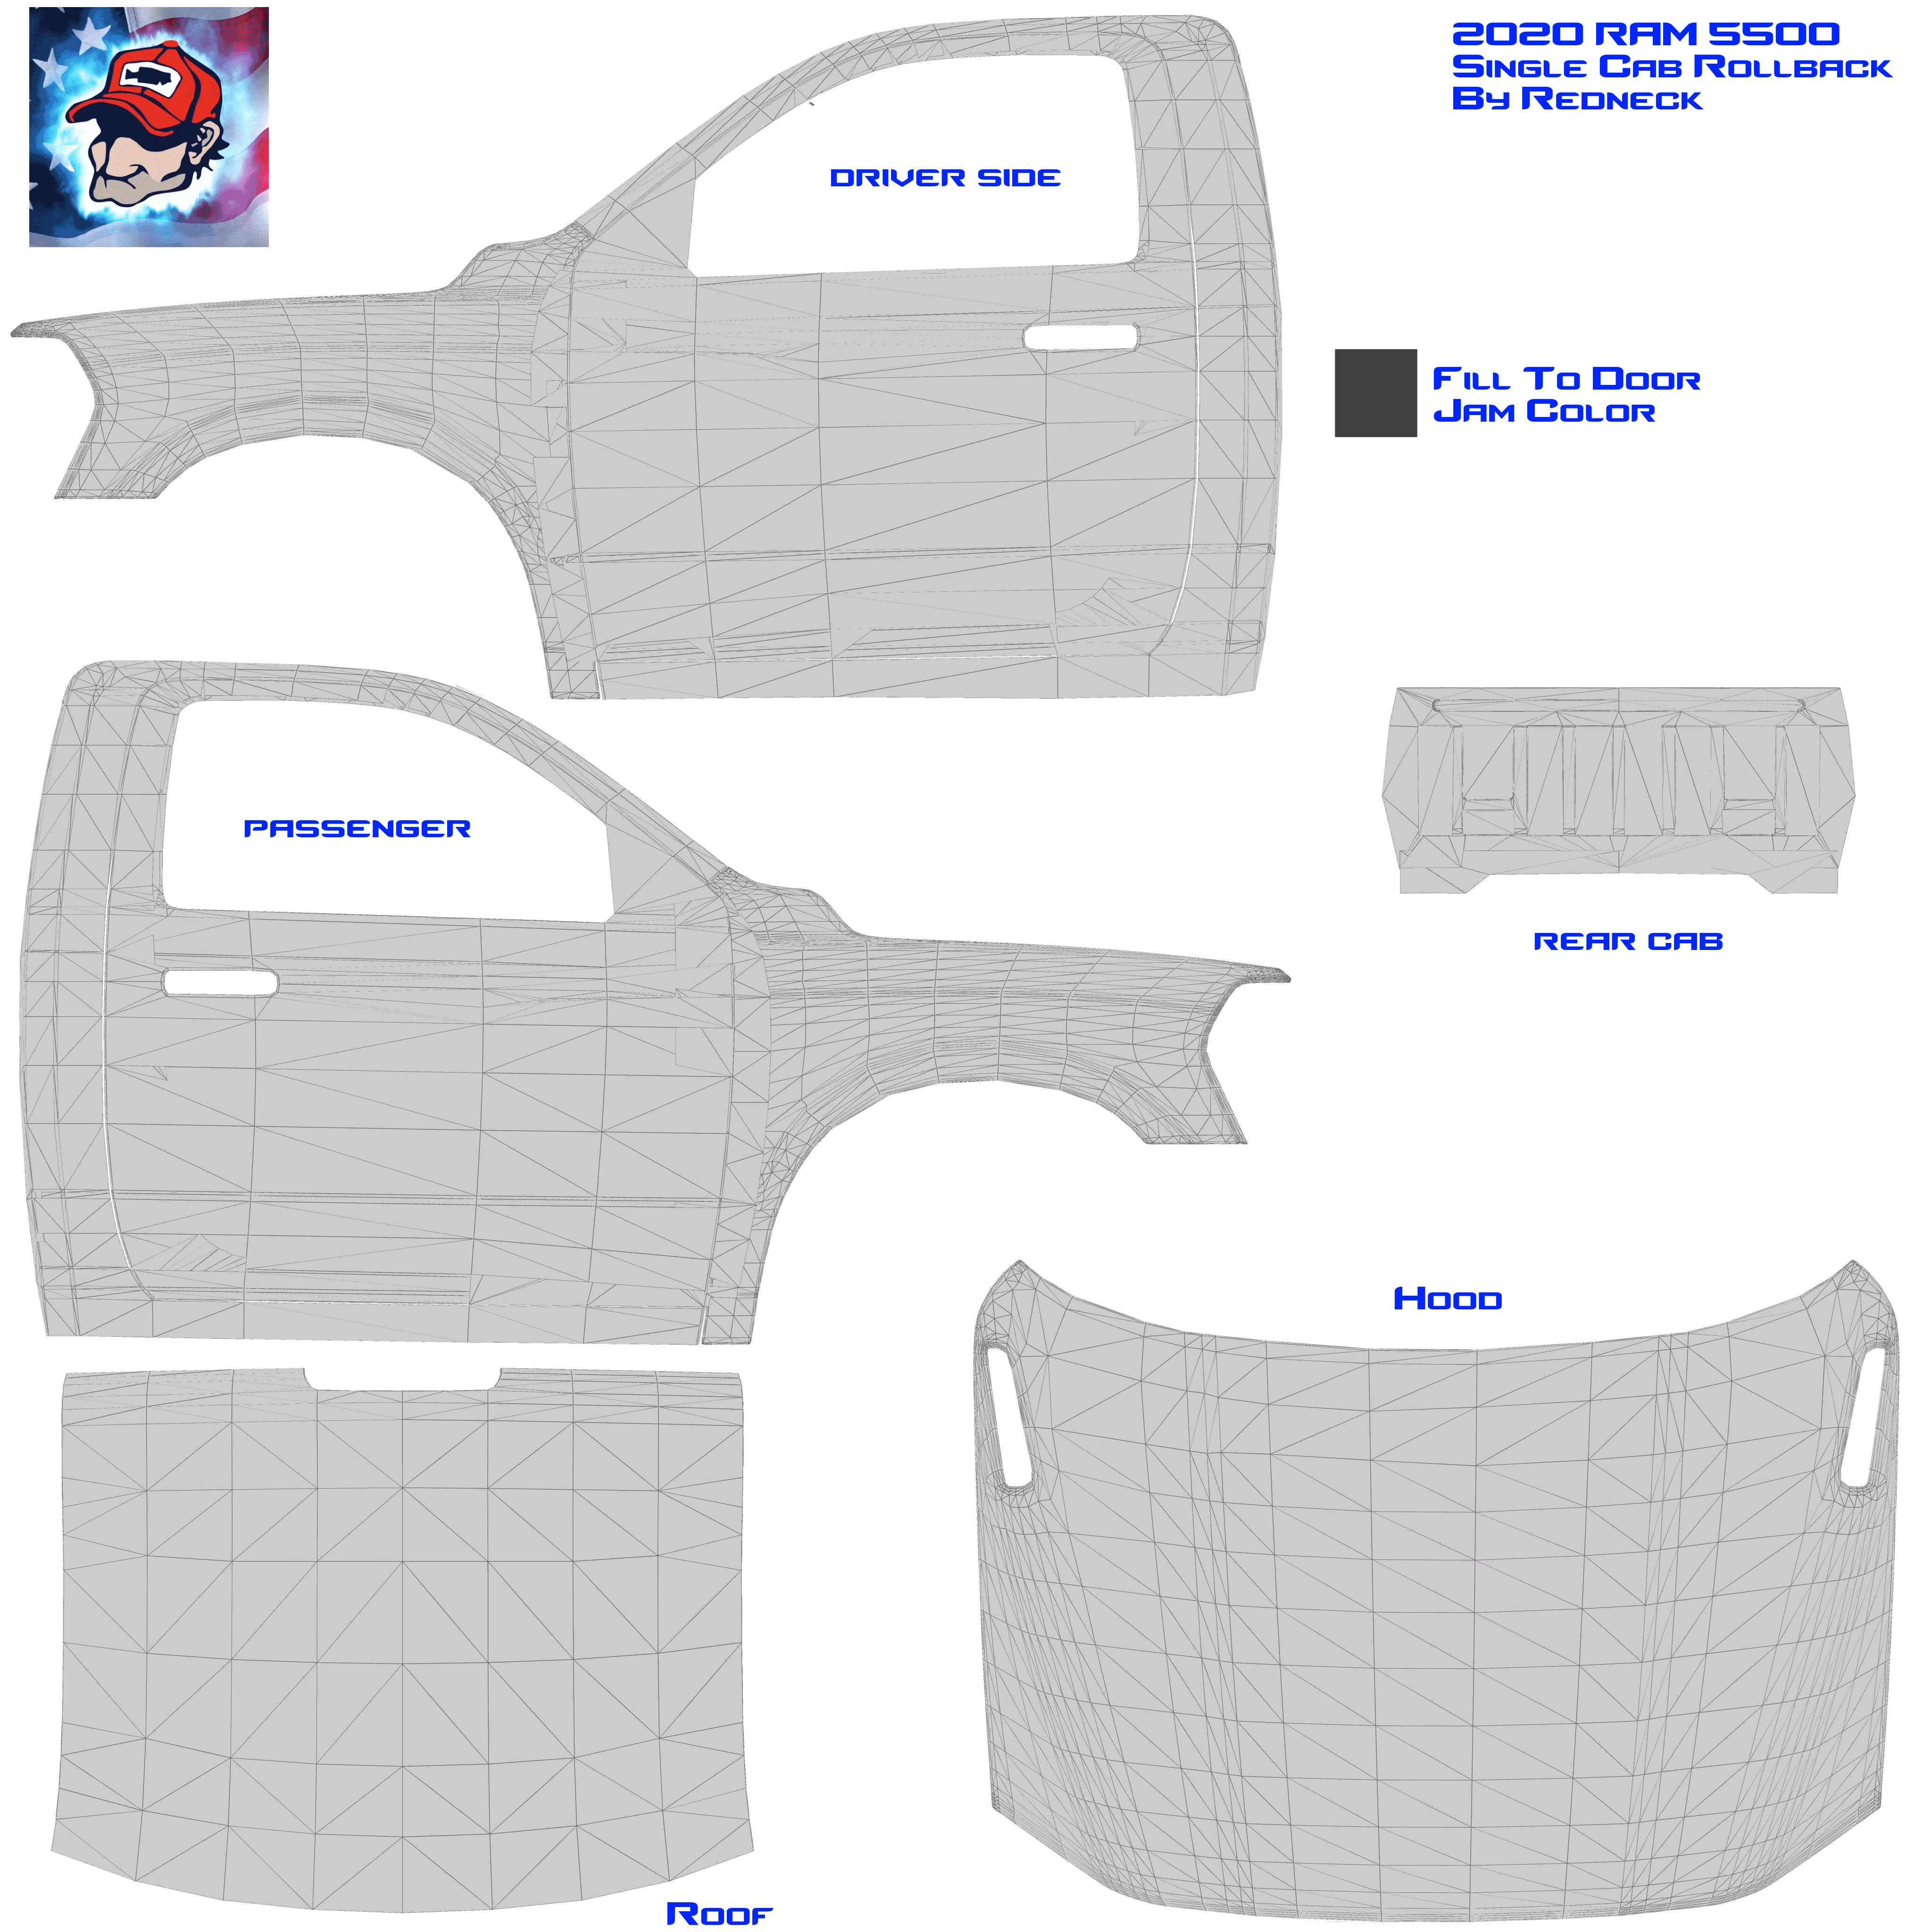 2020 RAM 5500
Single Cab Rollback
By Redneck
DRIVER SIDE
Fill To Door
Jam Color
PASSENGER
REAR CAB
Hood
Roof